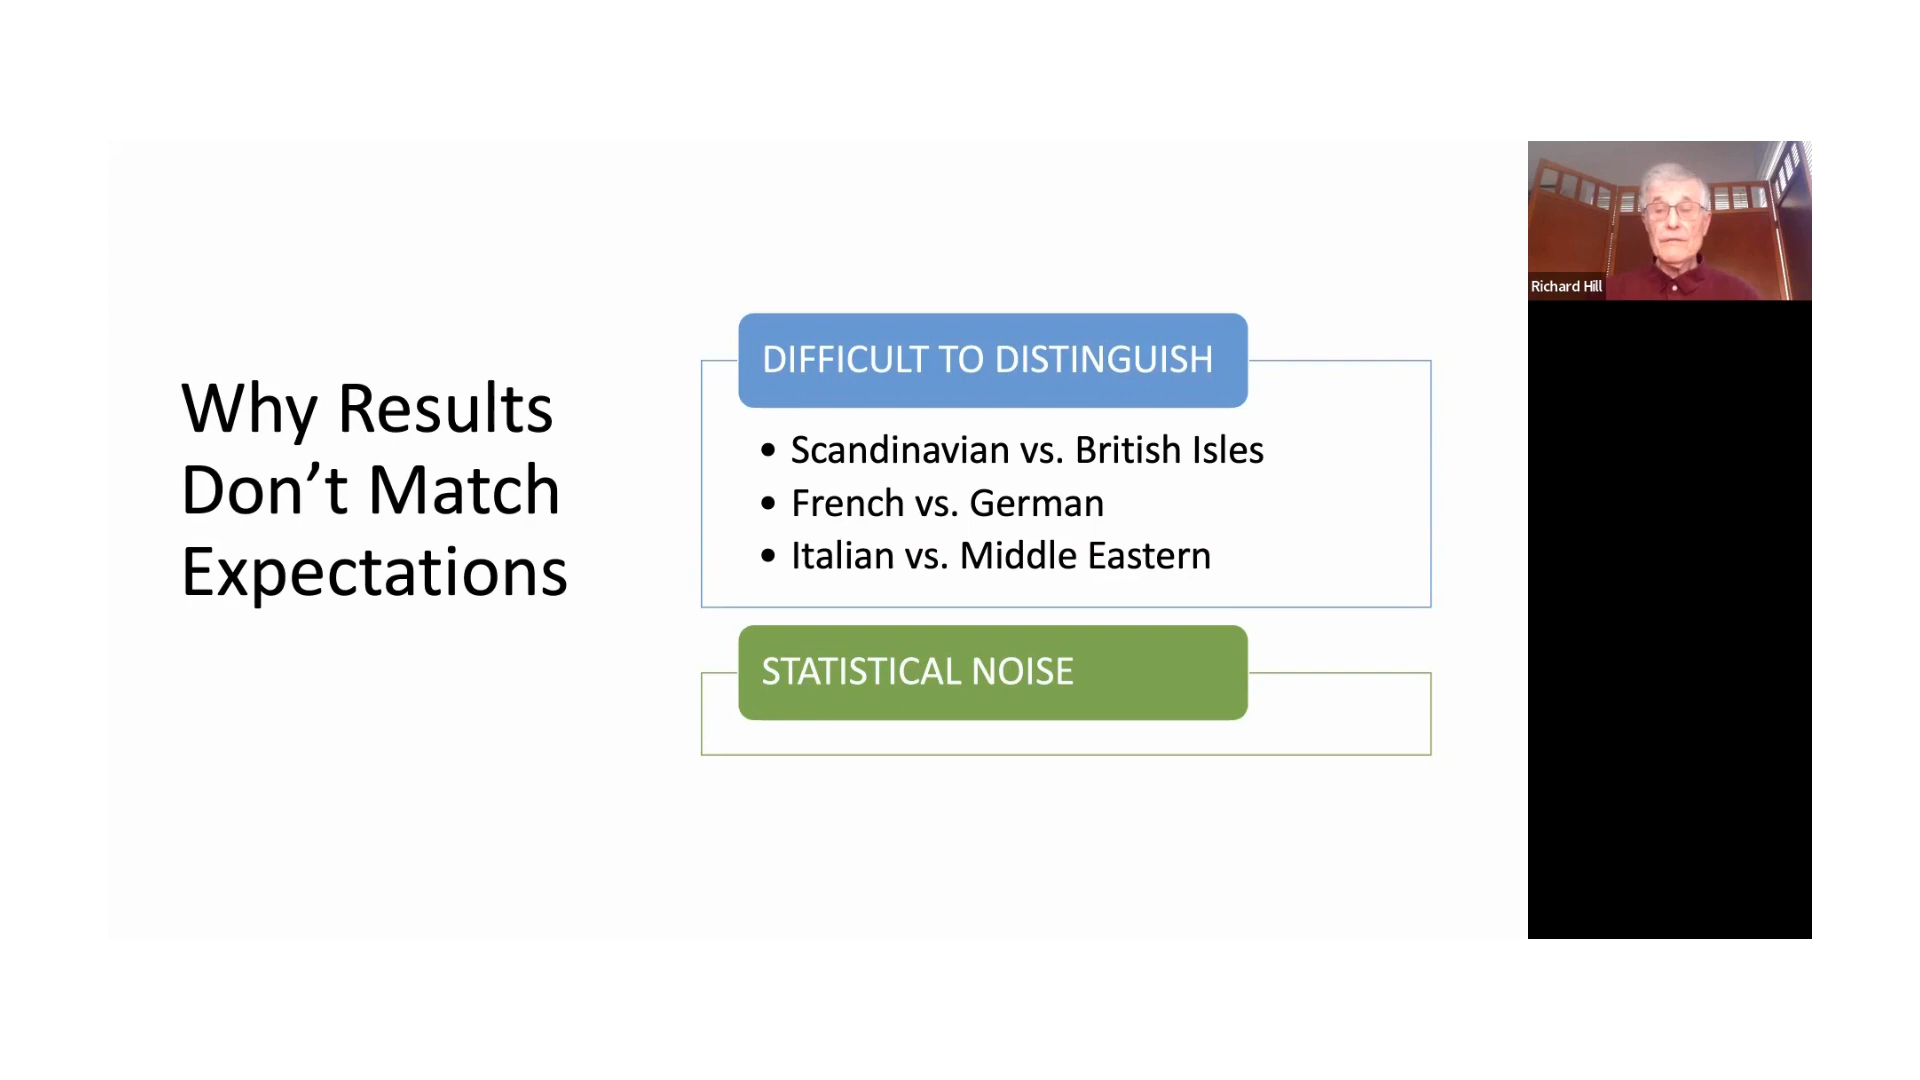 Why Results
Don’t Match
Expectations
DIFFICULT TO DISTINGUISH
• Scandinavian vs. British Isles
• French vs. German
• Italian vs. Middle Eastern
STATISTICAL NOISE
Richard Hill